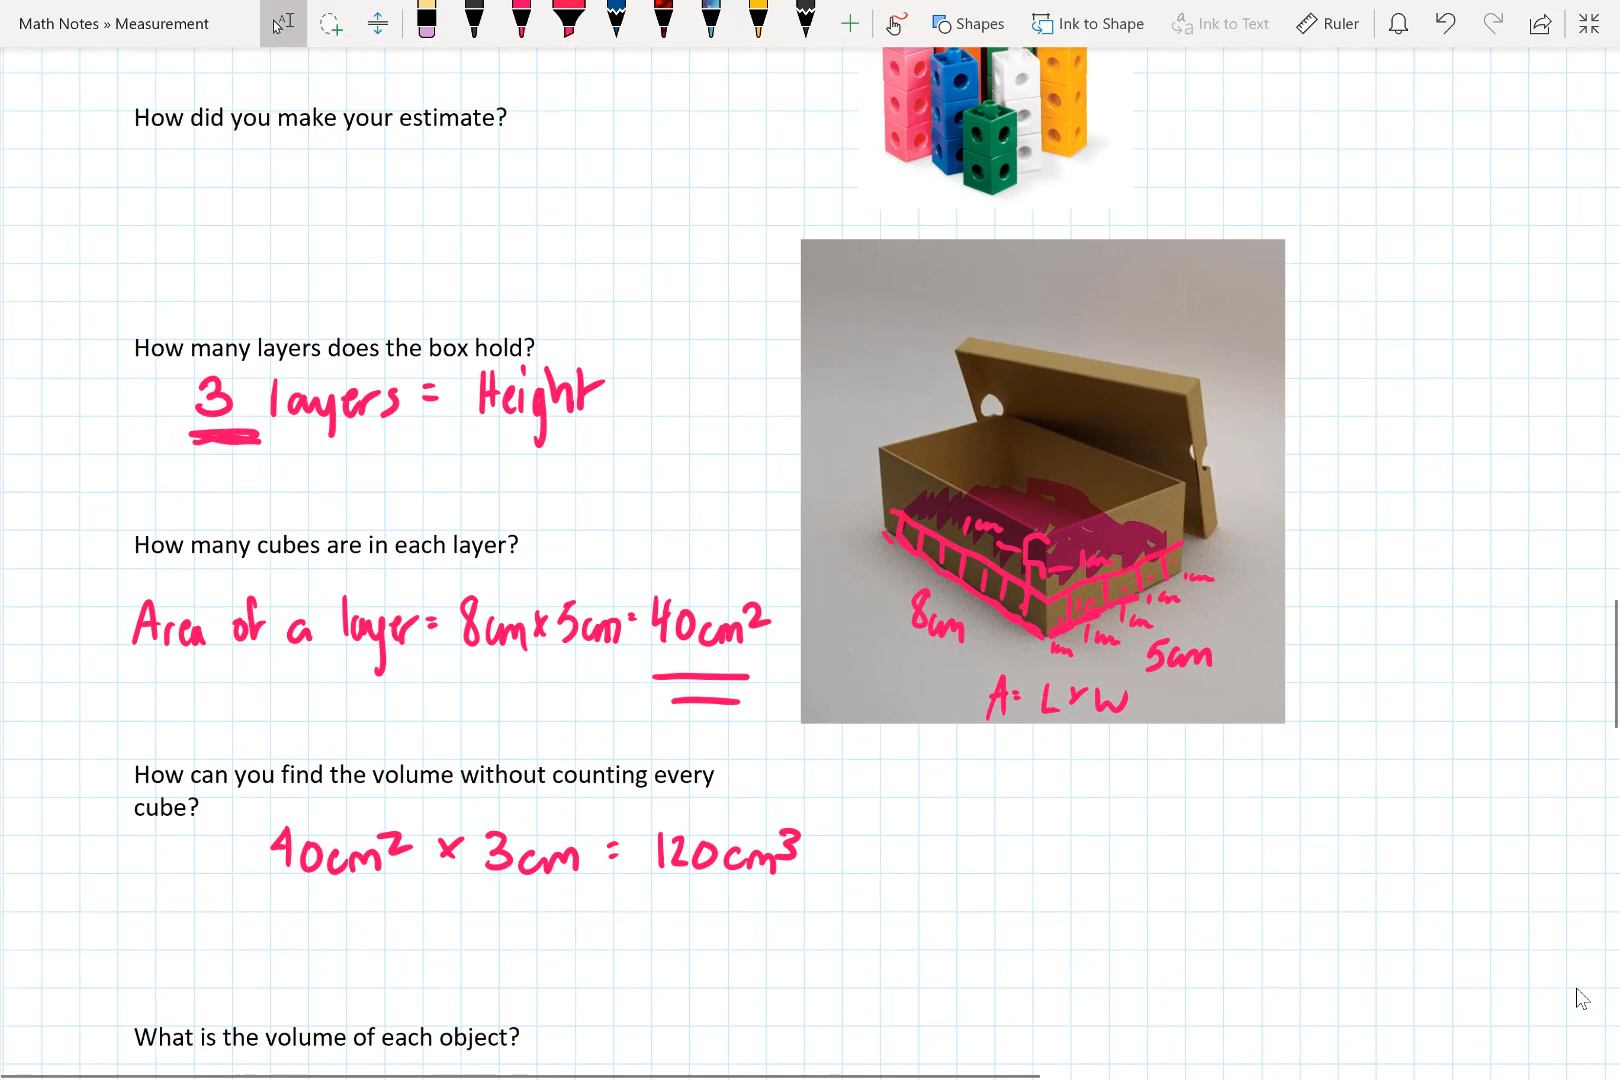 Math Notes » Measurement
Shapes
Ink to Shape
Ink to Text
Ruler
How did you make your estimate?
How many layers does the box hold?
3 layers = Height
How many cubes are in each layer?
Area of a layer = 8cm x 5cm = 40cm²
1cm
1cm
1cm
1cm
1cm
1cm
8cm
5cm
A = L x W
How can you find the volume without counting every
cube?
40cm² x 3cm = 120cm³
What is the volume of each object?